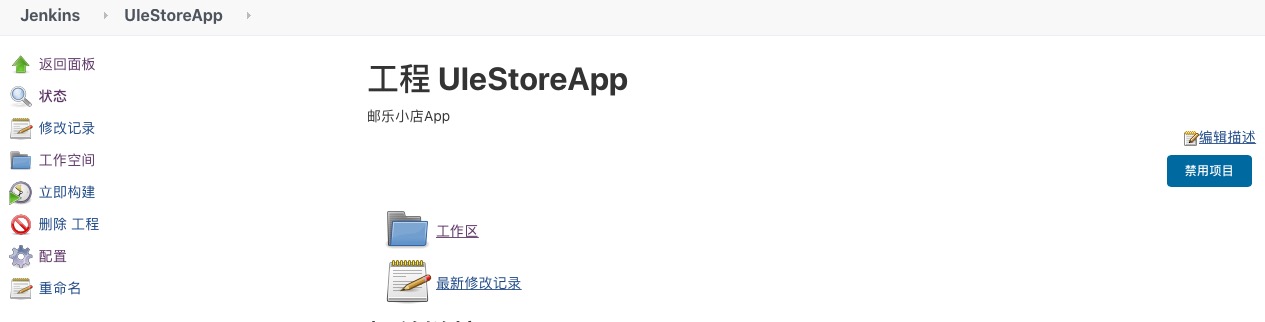 Jenkins UleStoreApp
返回面板
状态
修改记录
工作空间
立即构建
删除 工程
配置
重命名
工程 UleStoreApp
邮乐小店App
编辑描述
禁用项目
工作区
最新修改记录